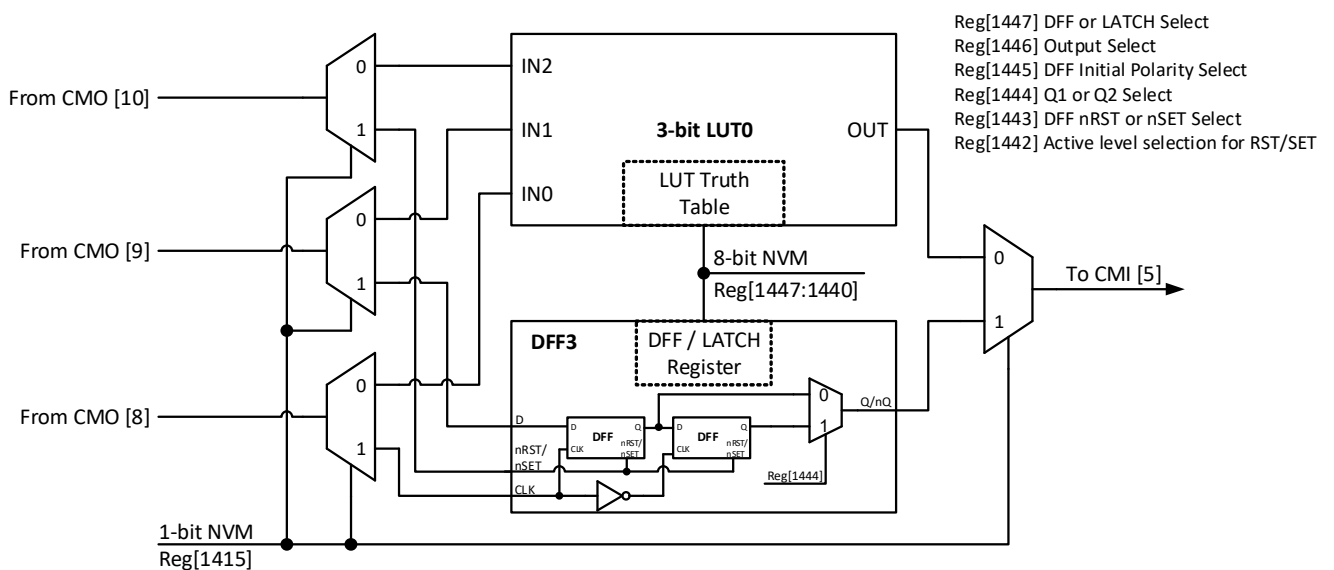 Reg[1447] DFF or LATCH Select
Reg[1446] Output Select
Reg[1445] DFF Initial Polarity Select
Reg[1444] Q1 or Q2 Select
Reg[1443] DFF nRST or nSET Select
Reg[1442] Active level selection for RST/SET
From CMO [10]
0
1
From CMO [9]
0
1
From CMO [8]
0
1
1-bit NVM
Reg[1415]
IN2
IN1
IN0
3-bit LUT0
OUT
LUT Truth
Table
8-bit NVM
Reg[1447:1440]
DFF3
DFF / LATCH
Register
D
nRST/
nSET
CLK
D
Q
DFF
CLK
nRST/
nSET
D
Q
DFF
CLK
nRST/
nSET
0
1
Reg[1444]
Q/nQ
0
1
To CMI [5]